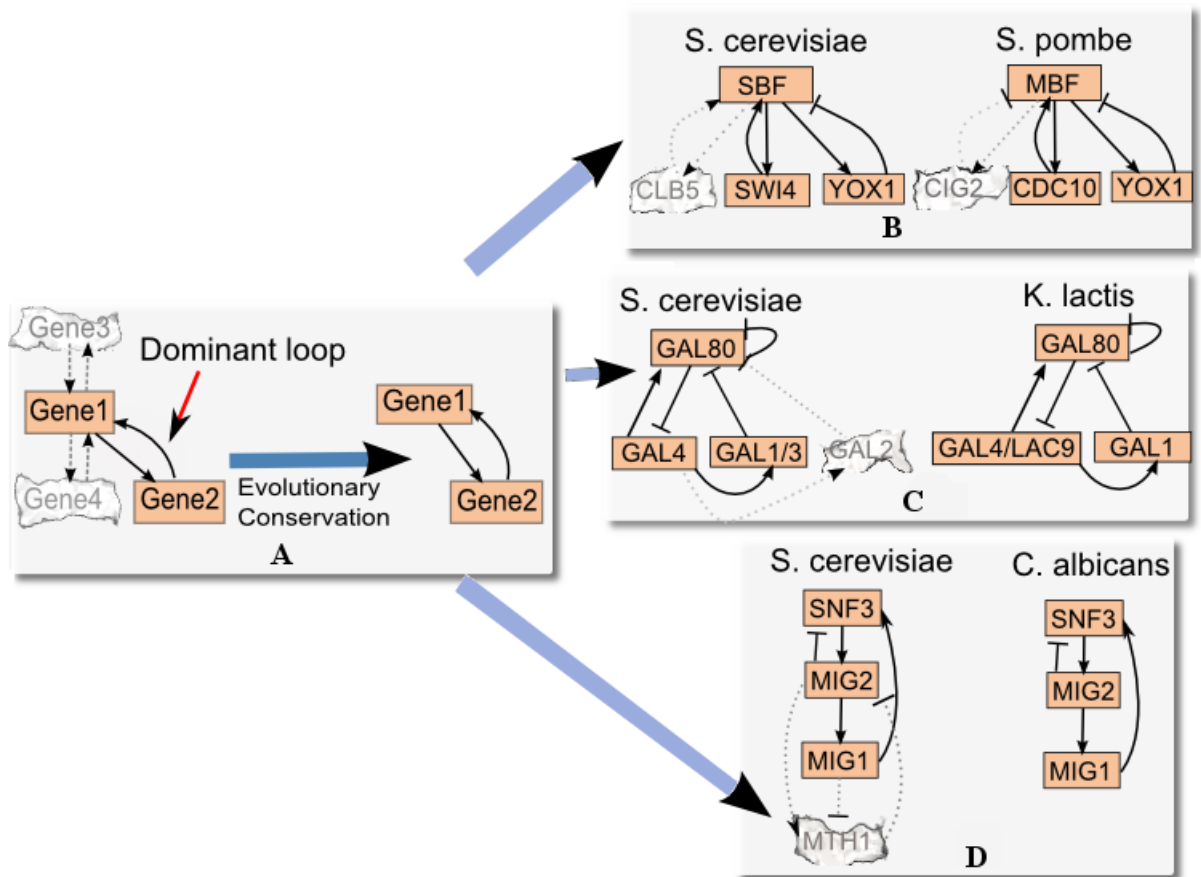 S. cerevisiae
S. pombe
SBF
MBF
CLB5
SWI4
YOX1
CIG2
CDC10
YOX1
B
Gene3
Dominant loop
Gene1
Gene4
Gene2
Evolutionary
Conservation
Gene1
Gene2
A
S. cerevisiae
K. lactis
GAL80
GAL80
GAL4
GAL1/3
GAL2
GAL4/LAC9
GAL1
C
S. cerevisiae
C. albicans
SNF3
SNF3
MIG2
MIG2
MIG1
MIG1
MTH1
D